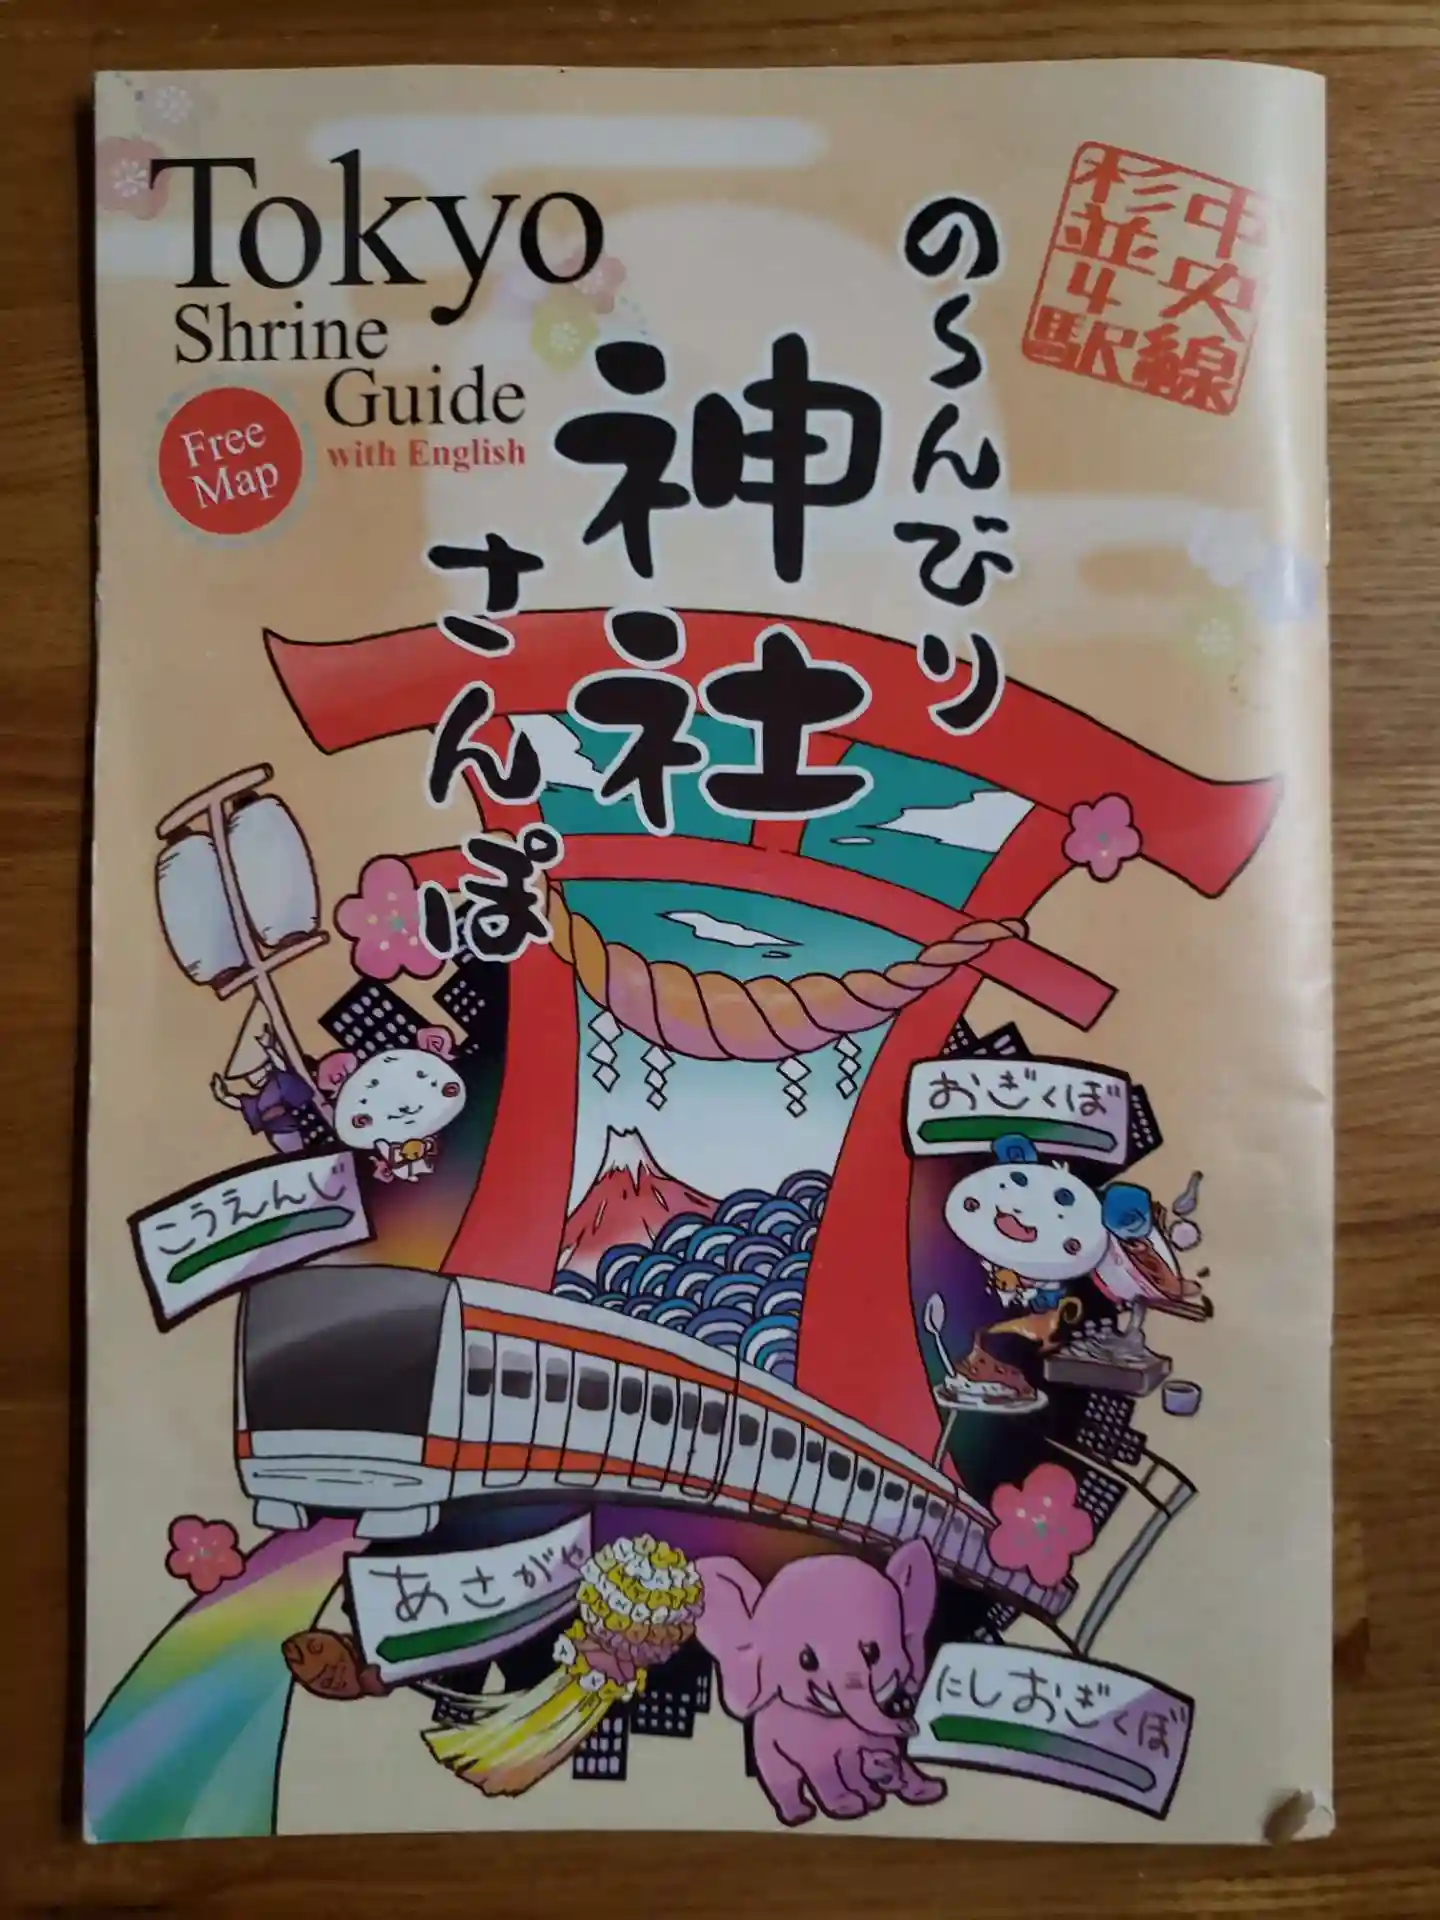 Tokyo
Shrine
Guide
with English
Free
Map
のんびり
神社
さんぽ
中央線
杉並4駅
こうえんじ
おぎくぼ
あさがや
にしおぎくぼ